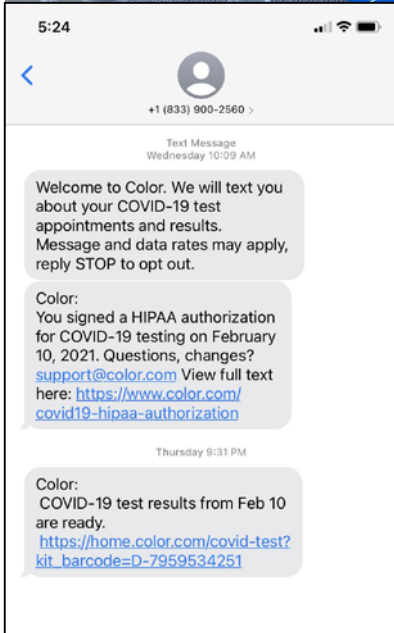 5:24
+1 (833) 900-2560 >
Text Message
Wednesday 10:09 AM
Welcome to Color. We will text you
about your COVID-19 test
appointments and results.
Message and data rates may apply,
reply STOP to opt out.
Color:
You signed a HIPAA authorization
for COVID-19 testing on February
10, 2021. Questions, changes?
support@color.com View full text
here: https://www.color.com/
covid19-hipaa-authorization
Thursday 9:31 PM
Color:
COVID-19 test results from Feb 10
are ready.
https://home.color.com/covid-test?
kit_barcode=D-7959534251